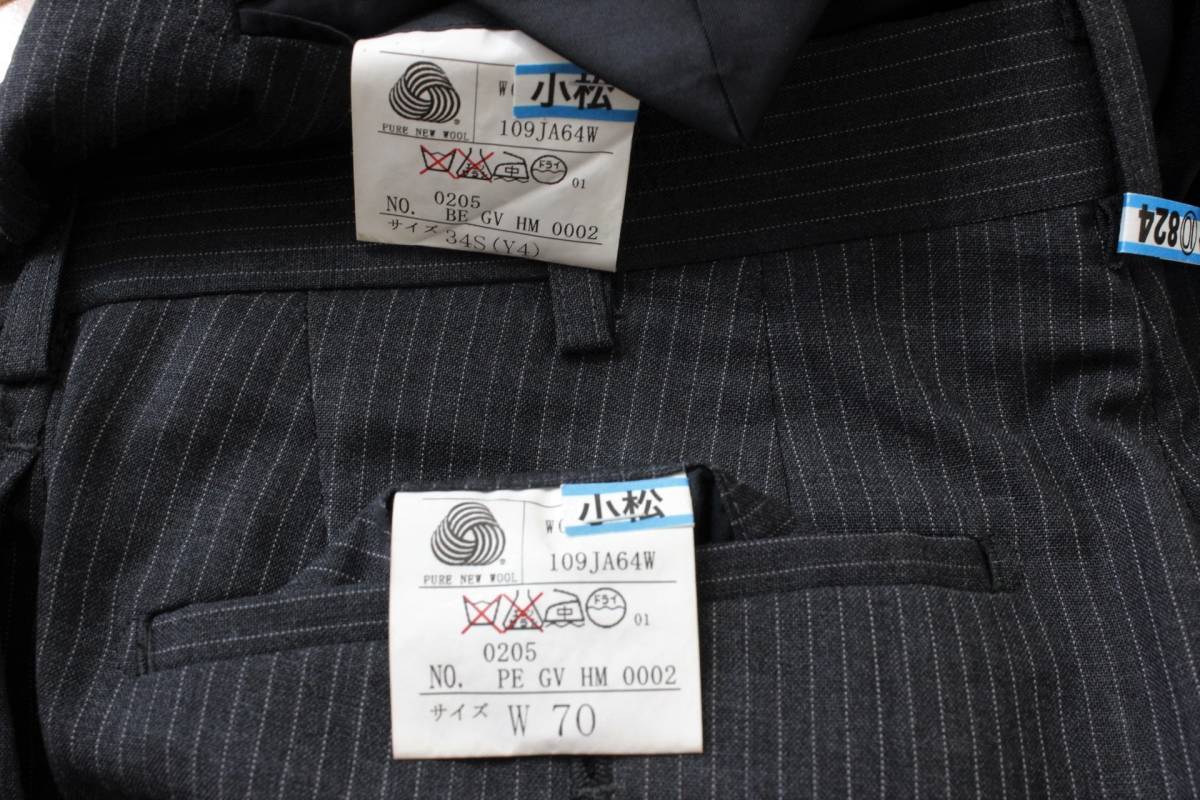 小松
PURE NEW WOOL
109JA64W
中 ドライ 01
0205
NO. BE GV HM 0002
サイズ 34S(Y4)
824
小松
PURE NEW WOOL
109JA64W
中 ドライ 01
0205
NO. PE GV HM 0002
サイズ W 70